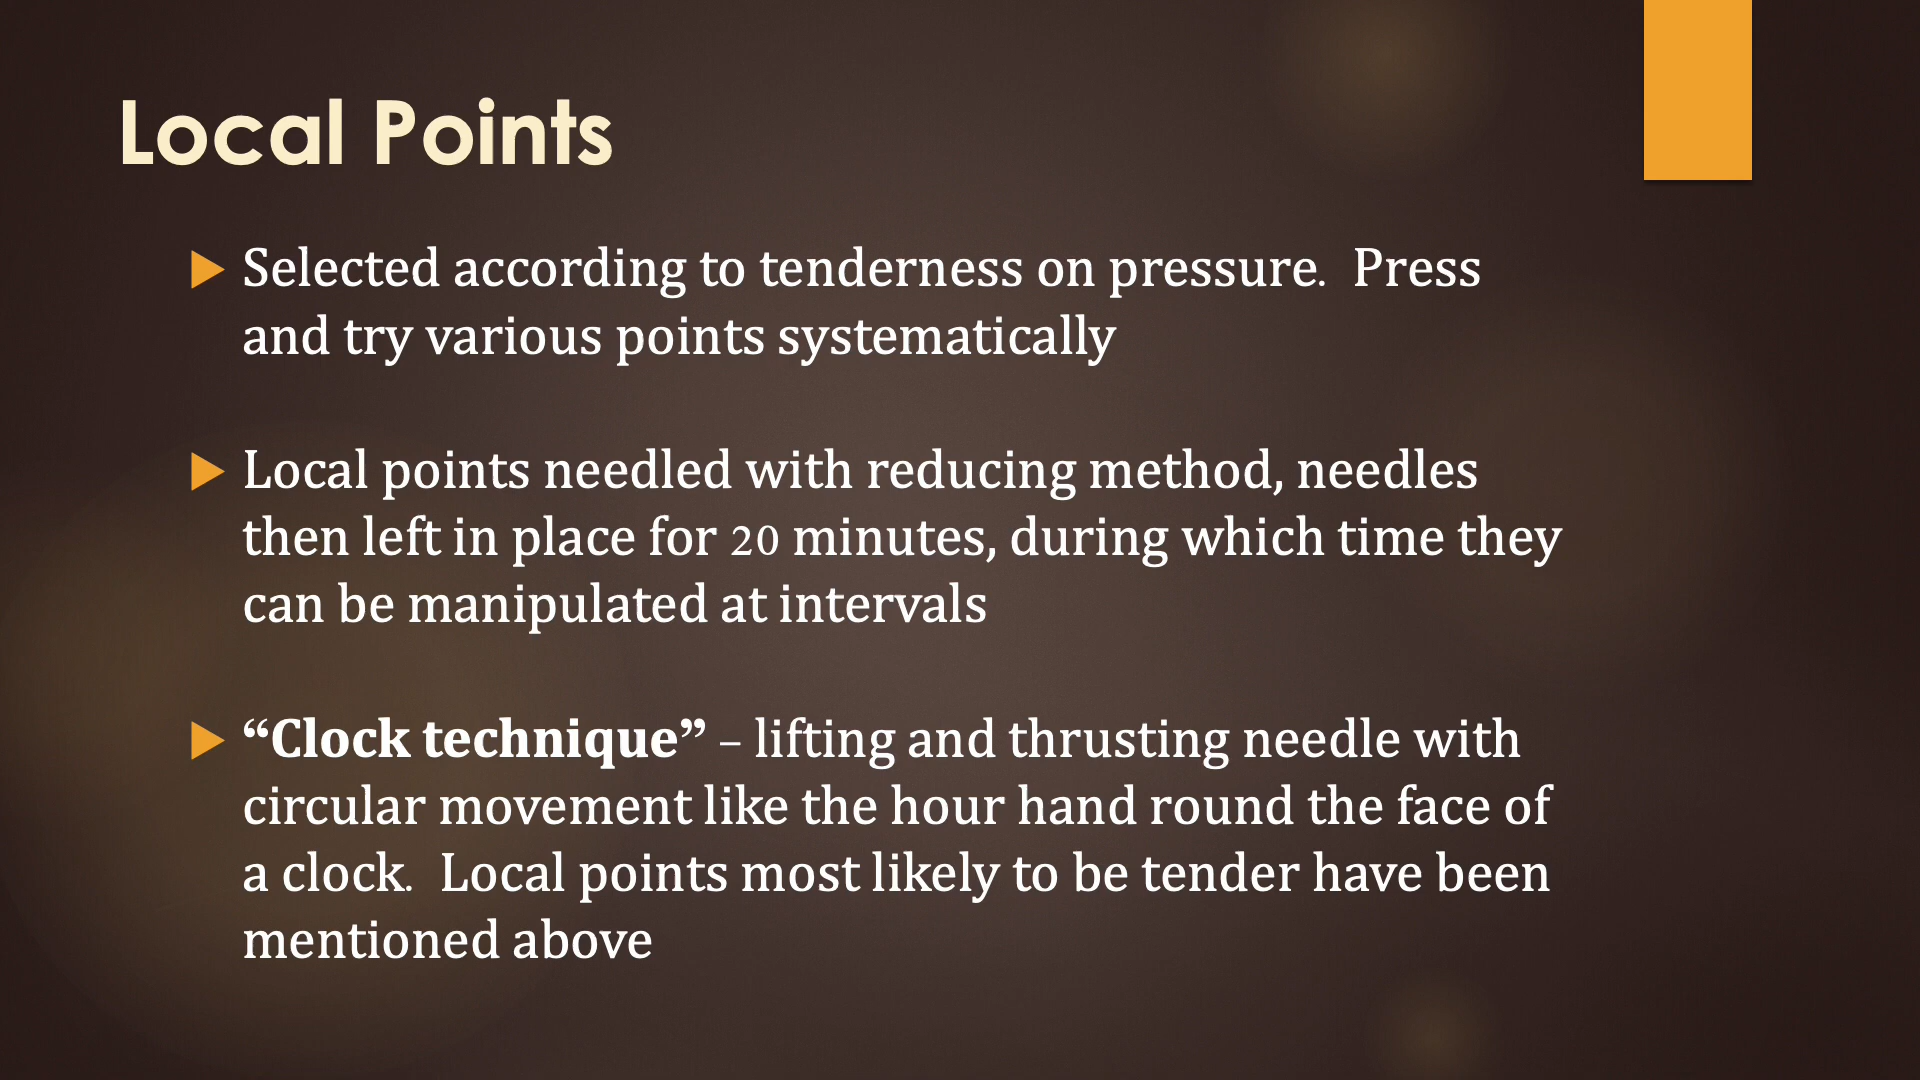 Local Points
Selected according to tenderness on pressure.  Press
and try various points systematically
Local points needled with reducing method, needles
then left in place for 20 minutes, during which time they
can be manipulated at intervals
“Clock technique” – lifting and thrusting needle with
circular movement like the hour hand round the face of
a clock.  Local points most likely to be tender have been
mentioned above